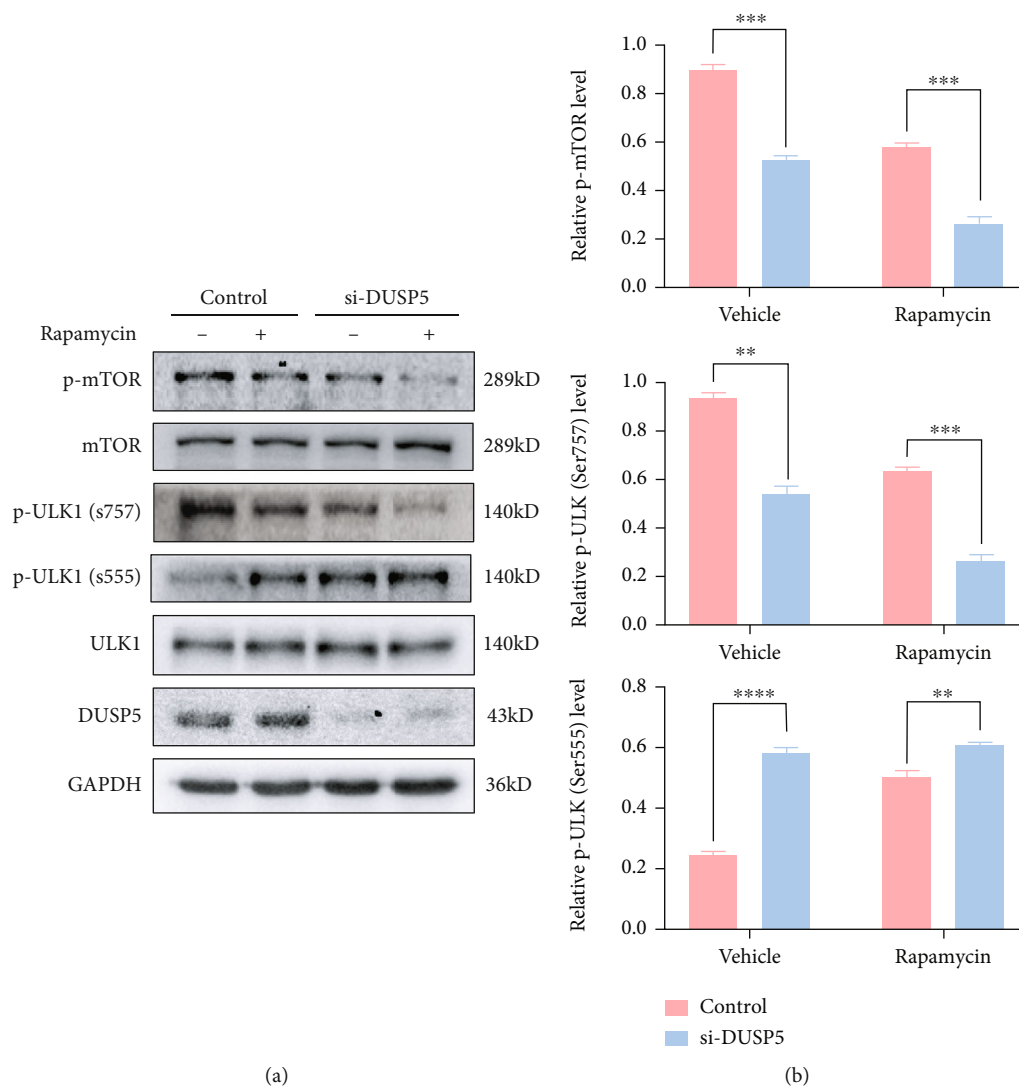 Control si-DUSP5
Rapamycin – + – +
p-mTOR 289kD
mTOR 289kD
p-ULK1 (s757) 140kD
p-ULK1 (s555) 140kD
ULK1 140kD
DUSP5 43kD
GAPDH 36kD
(a)
Relative p-mTOR level
1.0
0.8
0.6
0.4
0.2
0.0
***
***
Vehicle Rapamycin
Relative p-ULK (Ser757) level
1.0
0.8
0.6
0.4
0.2
0.0
**
***
Vehicle Rapamycin
Relative p-ULK (Ser555) level
0.8
0.6
0.4
0.2
0.0
****
**
Vehicle Rapamycin
Control
si-DUSP5
(b)